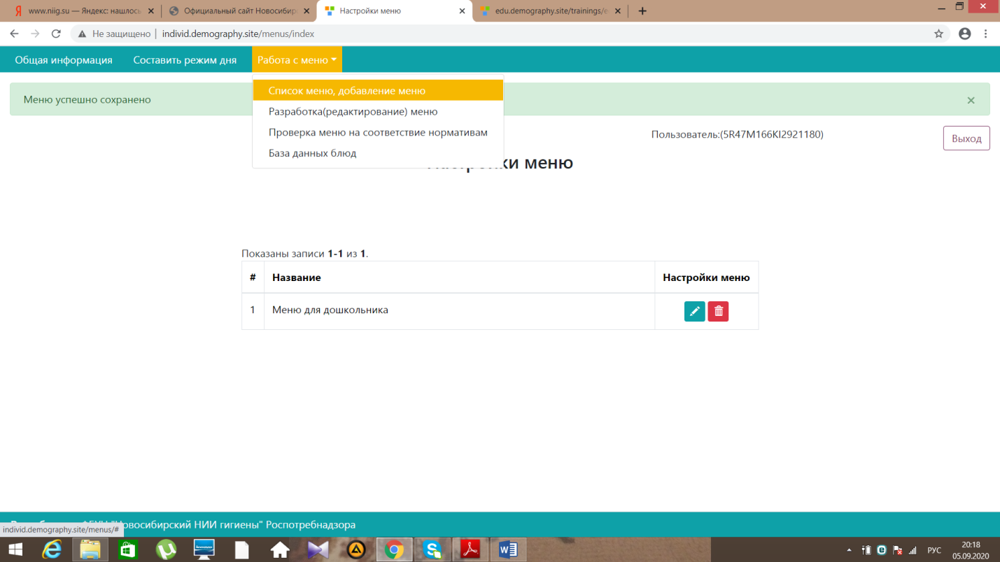 www.niig.su — Яндекс: нашлось
Официальный сайт Новосибир
Настройки меню
edu.demography.site/trainings/e
Не защищено | individ.demography.site/menus/index
Общая информация
Составить режим дня
Работа с меню
Список меню, добавление меню
Разработка(редактирование) меню
Проверка меню на соответствие нормативам
База данных блюд
Меню успешно сохранено
Пользователь:(5R47M166KI2921180)
Выход
Настройки меню
Показаны записи 1-1 из 1.
# Название Настройки меню
1 Меню для дошкольника
"Новосибирский НИИ гигиены" Роспотребнадзора
individ.demography.site/menus/#
РУС
20:18
05.09.2020